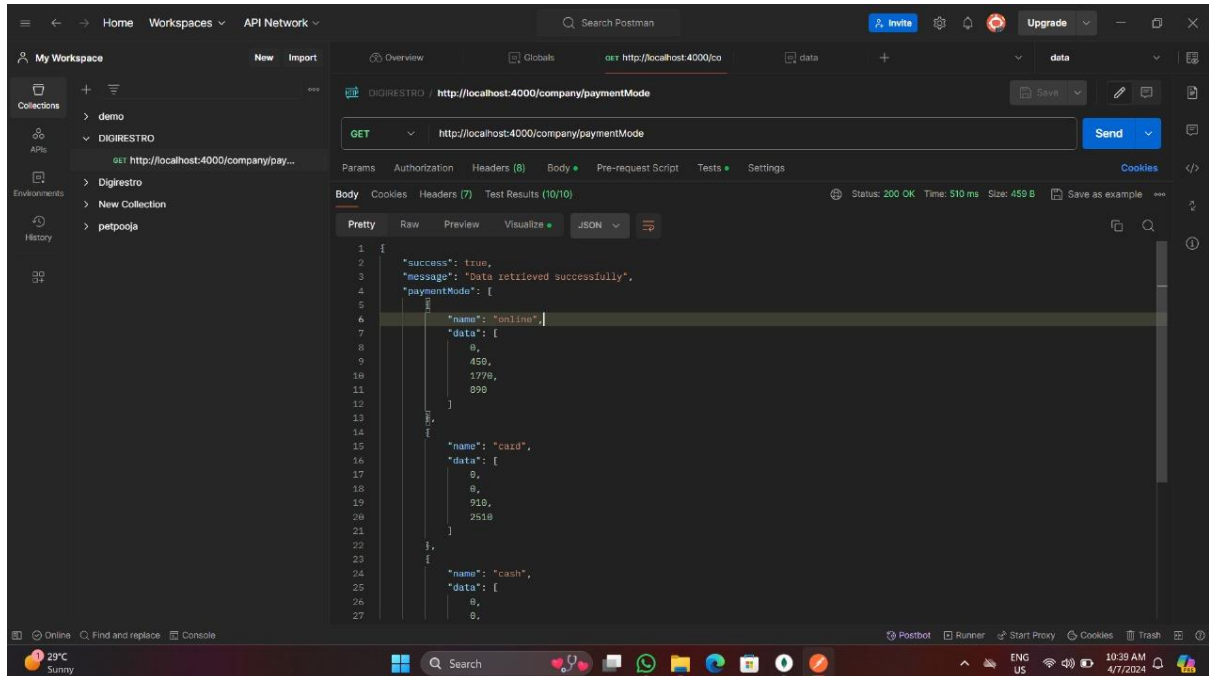 Home Workspaces API Network Search Postman Invite Upgrade
My Workspace New Import Overview Globals GET http://localhost:4000/co data + data
Collections
APIs
Environments
History
demo
DIGIRESTRO
GET http://localhost:4000/company/pay...
Digirestro
New Collection
petpooja
HTTP DIGIRESTRO / http://localhost:4000/company/paymentMode Save
GET http://localhost:4000/company/paymentMode Send
Params Authorization Headers (8) Body Pre-request Script Tests Settings Cookies
Body Cookies Headers (7) Test Results (10/10) Status: 200 OK Time: 510 ms Size: 459 B Save as example
Pretty Raw Preview Visualize JSON
1 {
2 "success": true,
3 "message": "Data retrieved successfully",
4 "paymentMode": [
5 {
6 "name": "online",
7 "data": [
8 0,
9 450,
10 1770,
11 890
12 ]
13 },
14 {
15 "name": "card",
16 "data": [
17 0,
18 0,
19 910,
20 2510
21 ]
22 },
23 {
24 "name": "cash",
25 "data": [
26 0,
27 0,
Online Find and replace Console Postbot Runner Start Proxy Cookies Trash
29°C
Sunny
1
Search
ENG
US
10:39 AM
4/7/2024
PRE